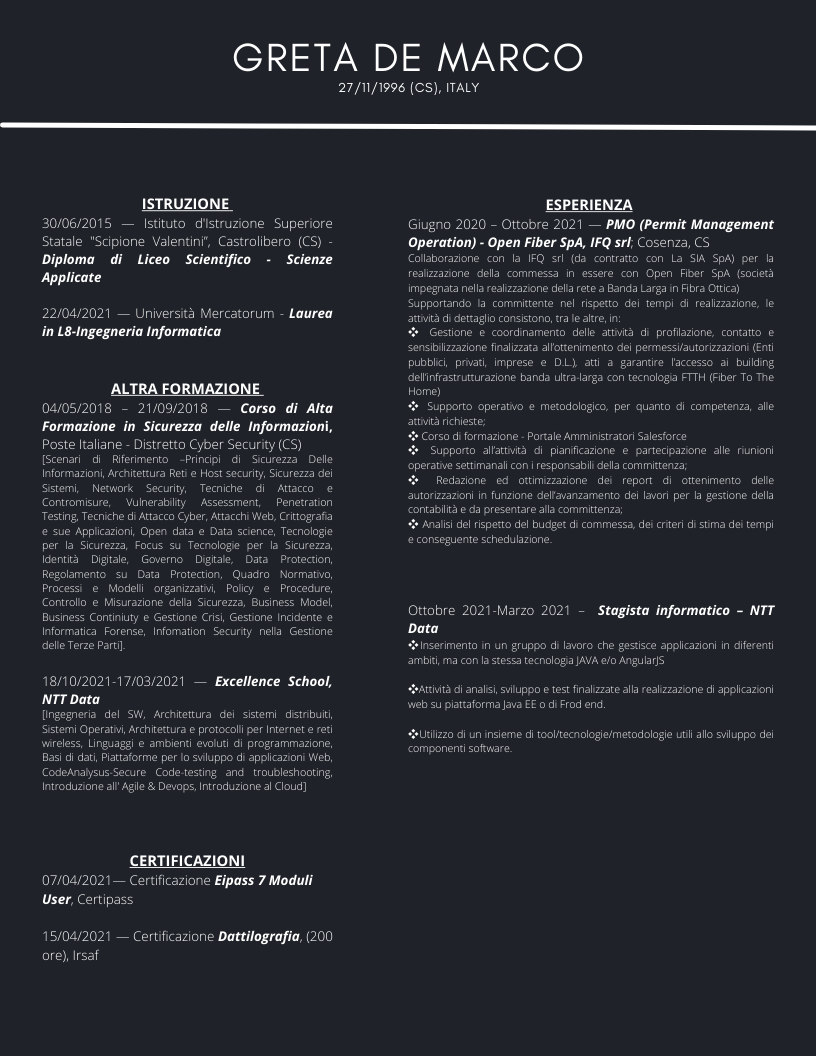 GRETA DE MARCO
27/11/1996 (CS), ITALY
ISTRUZIONE
30/06/2015 — Istituto d'Istruzione Superiore
Statale "Scipione Valentini”, Castrolibero (CS) -
Diploma di Liceo Scientifico - Scienze
Applicate
22/04/2021 — Università Mercatorum - Laurea
in L8-Ingegneria Informatica
ALTRA FORMAZIONE
04/05/2018 – 21/09/2018 — Corso di Alta
Formazione in Sicurezza delle Informazioni,
Poste Italiane - Distretto Cyber Security (CS)
[Scenari di Riferimento –Principi di Sicurezza Delle
Informazioni, Architettura Reti e Host security, Sicurezza dei
Sistemi, Network Security, Tecniche di Attacco e
Contromisure, Vulnerability Assessment, Penetration
Testing, Tecniche di Attacco Cyber, Attacchi Web, Crittografia
e sue Applicazioni, Open data e Data science, Tecnologie
per la Sicurezza, Focus su Tecnologie per la Sicurezza,
Identità Digitale, Governo Digitale, Data Protection,
Regolamento su Data Protection, Quadro Normativo,
Processi e Modelli organizzativi, Policy e Procedure,
Controllo e Misurazione della Sicurezza, Business Model,
Business Continiuty e Gestione Crisi, Gestione Incidente e
Informatica Forense, Infomation Security nella Gestione
delle Terze Parti].
18/10/2021-17/03/2021 — Excellence School,
NTT Data
[Ingegneria del SW, Architettura dei sistemi distribuiti,
Sistemi Operativi, Architettura e protocolli per Internet e reti
wireless, Linguaggi e ambienti evoluti di programmazione,
Basi di dati, Piattaforme per lo sviluppo di applicazioni Web,
CodeAnalysus-Secure Code-testing and troubleshooting,
Introduzione all' Agile & Devops, Introduzione al Cloud]
CERTIFICAZIONI
07/04/2021— Certificazione Eipass 7 Moduli
User, Certipass
15/04/2021 — Certificazione Dattilografia, (200
ore), Irsaf
ESPERIENZA
Giugno 2020 – Ottobre 2021 — PMO (Permit Management
Operation) - Open Fiber SpA, IFQ srl; Cosenza, CS
Collaborazione con la IFQ srl (da contratto con La SIA SpA) per la
realizzazione della commessa in essere con Open Fiber SpA (società
impegnata nella realizzazione della rete a Banda Larga in Fibra Ottica)
Supportando la committente nel rispetto dei tempi di realizzazione, le
attività di dettaglio consistono, tra le altre, in:
❖ Gestione e coordinamento delle attività di profilazione, contatto e
sensibilizzazione finalizzata all’ottenimento dei permessi/autorizzazioni (Enti
pubblici, privati, imprese e D.L.), atti a garantire l’accesso ai building
dell’infrastrutturazione banda ultra-larga con tecnologia FTTH (Fiber To The
Home)
❖ Supporto operativo e metodologico, per quanto di competenza, alle
attività richieste;
❖ Corso di formazione - Portale Amministratori Salesforce
❖ Supporto all’attività di pianificazione e partecipazione alle riunioni
operative settimanali con i responsabili della committenza;
❖ Redazione ed ottimizzazione dei report di ottenimento delle
autorizzazioni in funzione dell’avanzamento dei lavori per la gestione della
contabilità e da presentare alla committenza;
❖ Analisi del rispetto del budget di commessa, dei criteri di stima dei tempi
e conseguente schedulazione.
Ottobre 2021-Marzo 2021 – Stagista informatico – NTT
Data
❖Inserimento in un gruppo di lavoro che gestisce applicazioni in diferenti
ambiti, ma con la stessa tecnologia JAVA e/o AngularJS
❖Attività di analisi, sviluppo e test finalizzate alla realizzazione di applicazioni
web su piattaforma Java EE o di Frod end.
❖Utilizzo di un insieme di tool/tecnologie/metodologie utili allo sviluppo dei
componenti software.